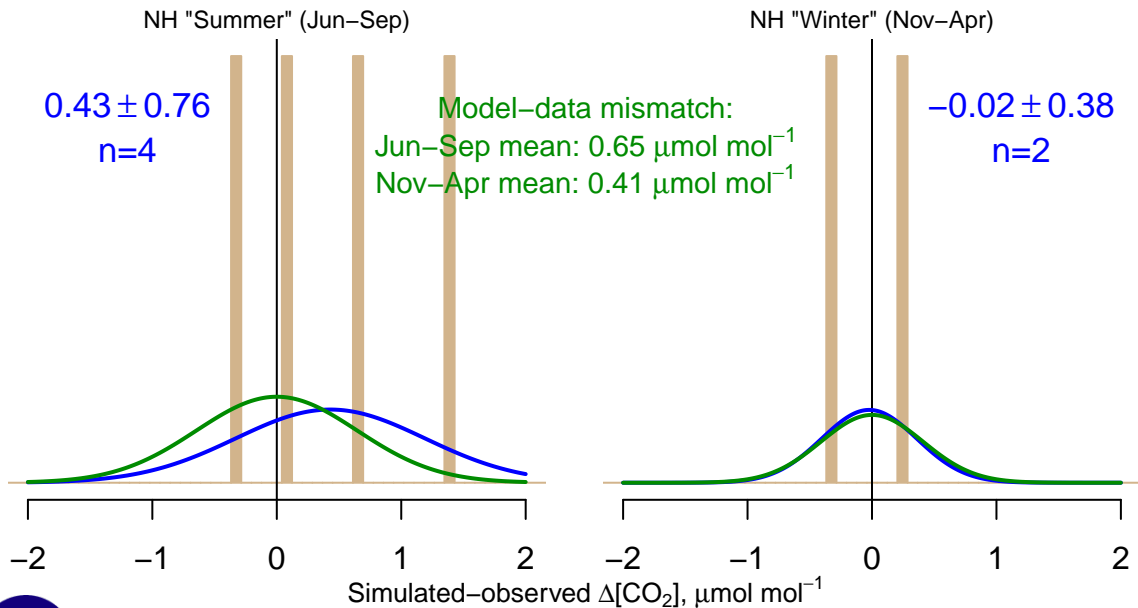 NH "Summer" (Jun−Sep)
0.43 ± 0.76
n=4
Model−data mismatch:
Jun−Sep mean: 0.65 μmol mol⁻¹
Nov−Apr mean: 0.41 μmol mol⁻¹
NH "Winter" (Nov−Apr)
−0.02 ± 0.38
n=2
−2 −1 0 1 2
−2 −1 0 1 2
Simulated−observed Δ[CO₂], μmol mol⁻¹